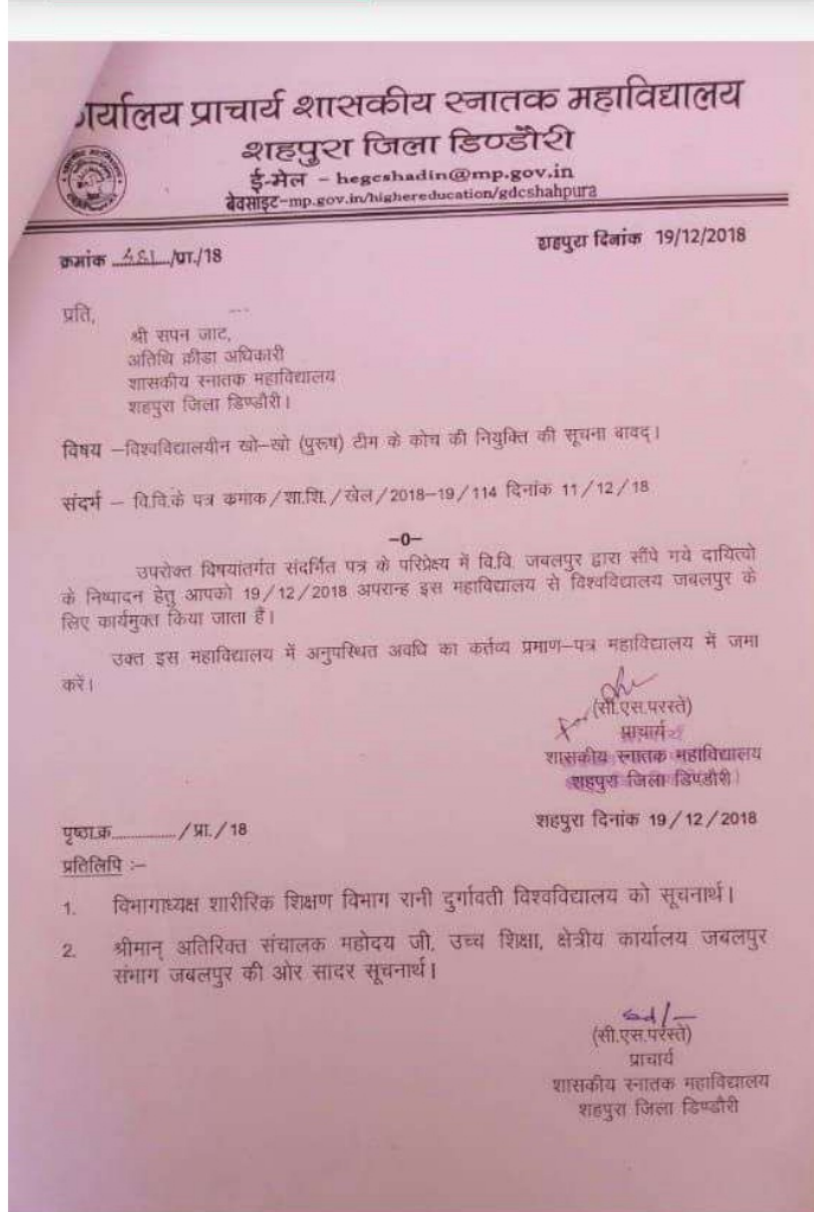 र्यालय प्राचार्य शासकीय स्नातक महाविद्यालय
शहपुरा जिला डिण्डौरी
ई-मेल - hegcshadin@mp.gov.in
बेवसाइट-mp.gov.in/highereducation/gdcshahpura
क्रमांक 461/प्रा./18
शहपुरा दिनांक 19/12/2018
प्रति,
श्री सपन जाट,
अतिथि क्रीडा अधिकारी
शासकीय स्नातक महाविद्यालय
शहपुरा जिला डिण्डौरी।
विषय –विश्वविद्यालयीन खो–खो (पुरूष) टीम के कोच की नियुक्ति की सूचना बावद्।
संदर्भ – वि.वि.के पत्र कमाक/शा.शि./खेल/2018–19/114 दिनांक 11/12/18
–0–
उपरोक्त विषयांतर्गत संदर्भित पत्र के परिप्रेक्ष्य में वि.वि. जबलपुर द्वारा सौंपे गये दायित्वो
के निष्पादन हेतु आपको 19/12/2018 अपरान्ह इस महाविद्यालय से विश्वविद्यालय जबलपुर के
लिए कार्यमुक्त किया जाता है।
उक्त इस महाविद्यालय में अनुपस्थित अवधि का कर्तव्य प्रमाण–पत्र महाविद्यालय में जमा
करें।
For
(सी.एस.परस्ते)
प्राचार्य
शासकीय स्नातक महाविद्यालय
शहपुरा जिला डिण्डौरी।
पृष्ठा.क्र............../प्रा./18
शहपुरा दिनांक 19/12/2018
प्रतिलिपि :–
1. विभागाध्यक्ष शारीरिक शिक्षण विभाग रानी दुर्गावती विश्वविद्यालय को सूचनार्थ।
2. श्रीमान् अतिरिक्त संचालक महोदय जी, उच्च शिक्षा, क्षेत्रीय कार्यालय जबलपुर
संभाग जबलपुर की ओर सादर सूचनार्थ।
sd/-
(सी.एस.परस्ते)
प्राचार्य
शासकीय स्नातक महाविद्यालय
शहपुरा जिला डिण्डौरी